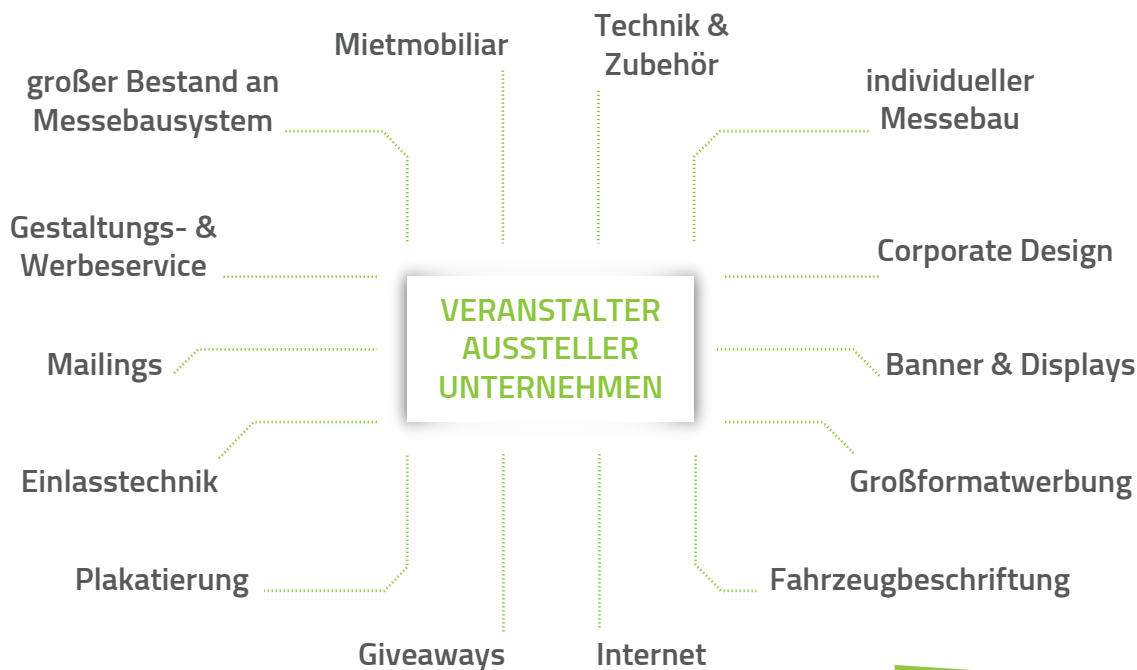 Mietmobiliar
Technik &
Zubehör
großer Bestand an
Messebausystem
individueller
Messebau
Gestaltungs- &
Werbeservice
Corporate Design
VERANSTALTER
AUSSTELLER
UNTERNEHMEN
Mailings
Banner & Displays
Einlasstechnik
Großformatwerbung
Plakatierung
Fahrzeugbeschriftung
Giveaways
Internet